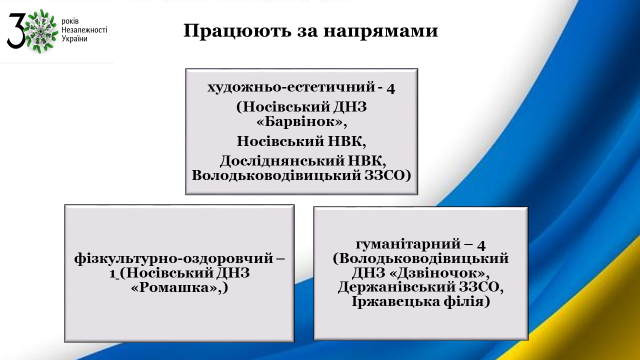 30 років
Незалежності
України
Працюють за напрямами
художньо-естетичний - 4
(Носівський ДНЗ
«Барвінок»,
Носівський НВК,
Досліднянський НВК,
Володьководівицький ЗЗСО)
фізкультурно-оздоровчий –
1 (Носівський ДНЗ
«Ромашка»,)
гуманітарний – 4
(Володьководівицький
ДНЗ «Дзвіночок»,
Держанівський ЗЗСО,
Іржавецька філія)